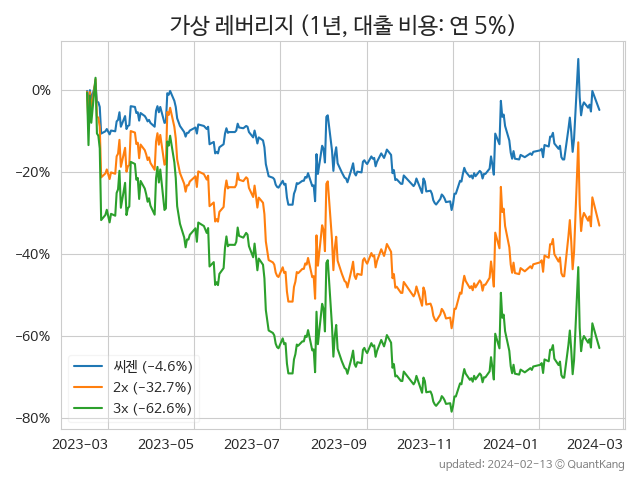 가상 레버리지 (1년, 대출 비용: 연 5%)
0%
−20%
−40%
−60%
−80%
씨젠 (−4.6%)
2x (−32.7%)
3x (−62.6%)
2023−03 2023−05 2023−07 2023−09 2023−11 2024−01 2024−03
updated: 2024-02-13 © QuantKang